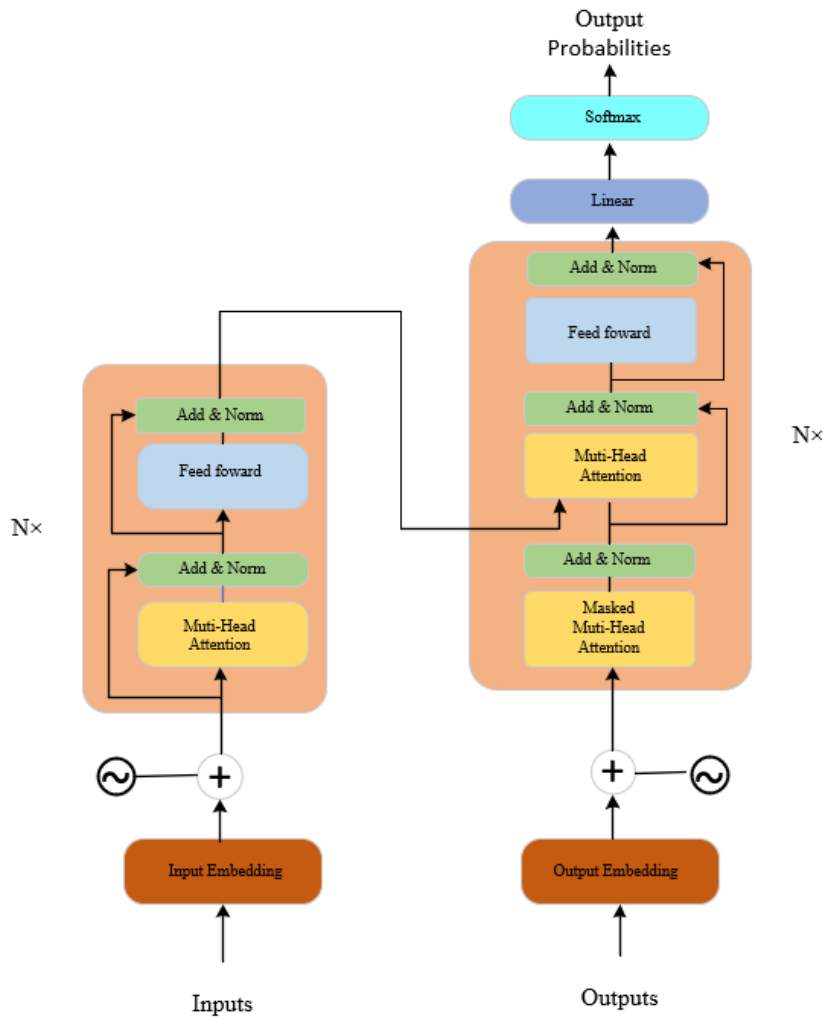 Output
Probabilities
Softmax
Linear
Add & Norm
Feed foward
Add & Norm
Muti-Head
Attention
Add & Norm
Masked
Muti-Head
Attention
N×
Add & Norm
Feed foward
Add & Norm
Muti-Head
Attention
N×
+
+
Input Embedding
Output Embedding
Inputs
Outputs